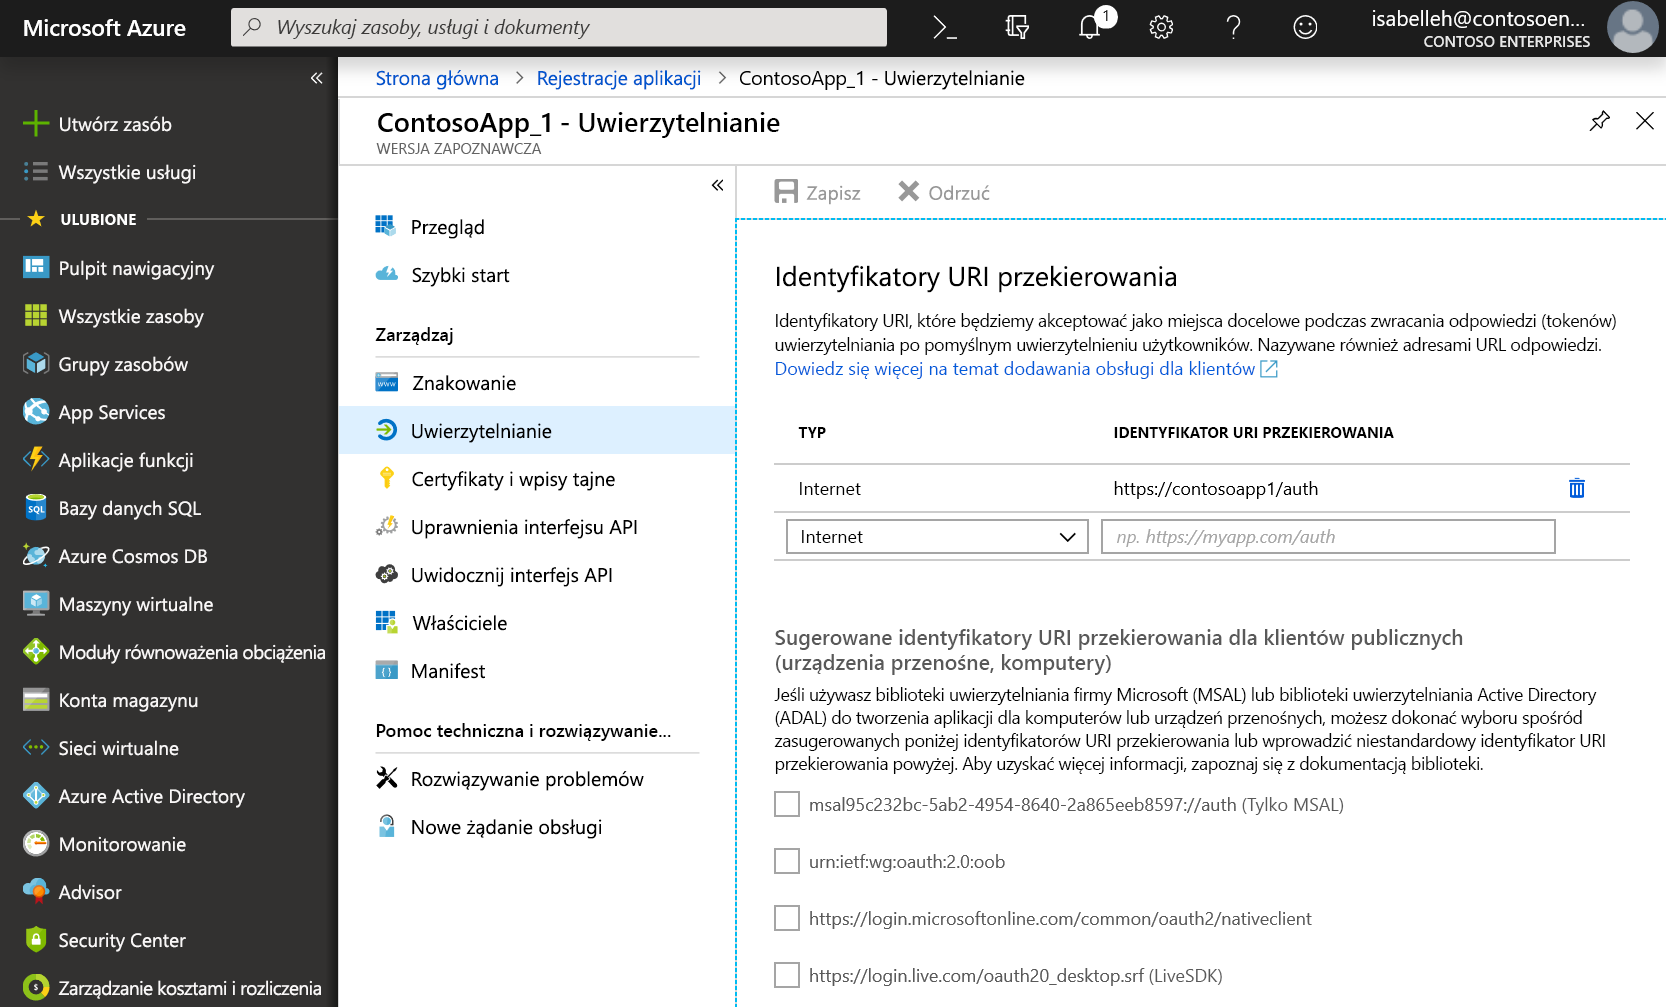 Microsoft Azure
Wyszukaj zasoby, usługi i dokumenty
1
isabelleh@contosoen...
CONTOSO ENTERPRISES
Utwórz zasób
Wszystkie usługi
ULUBIONE
Pulpit nawigacyjny
Wszystkie zasoby
Grupy zasobów
App Services
Aplikacje funkcji
Bazy danych SQL
Azure Cosmos DB
Maszyny wirtualne
Moduły równoważenia obciążenia
Konta magazynu
Sieci wirtualne
Azure Active Directory
Monitorowanie
Advisor
Security Center
Zarządzanie kosztami i rozliczenia
Strona główna > Rejestracje aplikacji > ContosoApp_1 - Uwierzytelnianie
ContosoApp_1 - Uwierzytelnianie
WERSJA ZAPOZNAWCZA
Przegląd
Szybki start
Zarządzaj
Znakowanie
Uwierzytelnianie
Certyfikaty i wpisy tajne
Uprawnienia interfejsu API
Uwidocznij interfejs API
Właściciele
Manifest
Pomoc techniczna i rozwiązywanie...
Rozwiązywanie problemów
Nowe żądanie obsługi
Zapisz Odrzuć
Identyfikatory URI przekierowania
Identyfikatory URI, które będziemy akceptować jako miejsca docelowe podczas zwracania odpowiedzi (tokenów)
uwierzytelniania po pomyślnym uwierzytelnieniu użytkowników. Nazywane również adresami URL odpowiedzi.
Dowiedz się więcej na temat dodawania obsługi dla klientów
TYP IDENTYFIKATOR URI PRZEKIEROWANIA
Internet https://contosoapp1/auth
Internet np. https://myapp.com/auth
Sugerowane identyfikatory URI przekierowania dla klientów publicznych
(urządzenia przenośne, komputery)
Jeśli używasz biblioteki uwierzytelniania firmy Microsoft (MSAL) lub biblioteki uwierzytelniania Active Directory
(ADAL) do tworzenia aplikacji dla komputerów lub urządzeń przenośnych, możesz dokonać wyboru spośród
zasugerowanych poniżej identyfikatorów URI przekierowania lub wprowadzić niestandardowy identyfikator URI
przekierowania powyżej. Aby uzyskać więcej informacji, zapoznaj się z dokumentacją biblioteki.
msal95c232bc-5ab2-4954-8640-2a865eeb8597://auth (Tylko MSAL)
urn:ietf:wg:oauth:2.0:oob
https://login.microsoftonline.com/common/oauth2/nativeclient
https://login.live.com/oauth20_desktop.srf (LiveSDK)